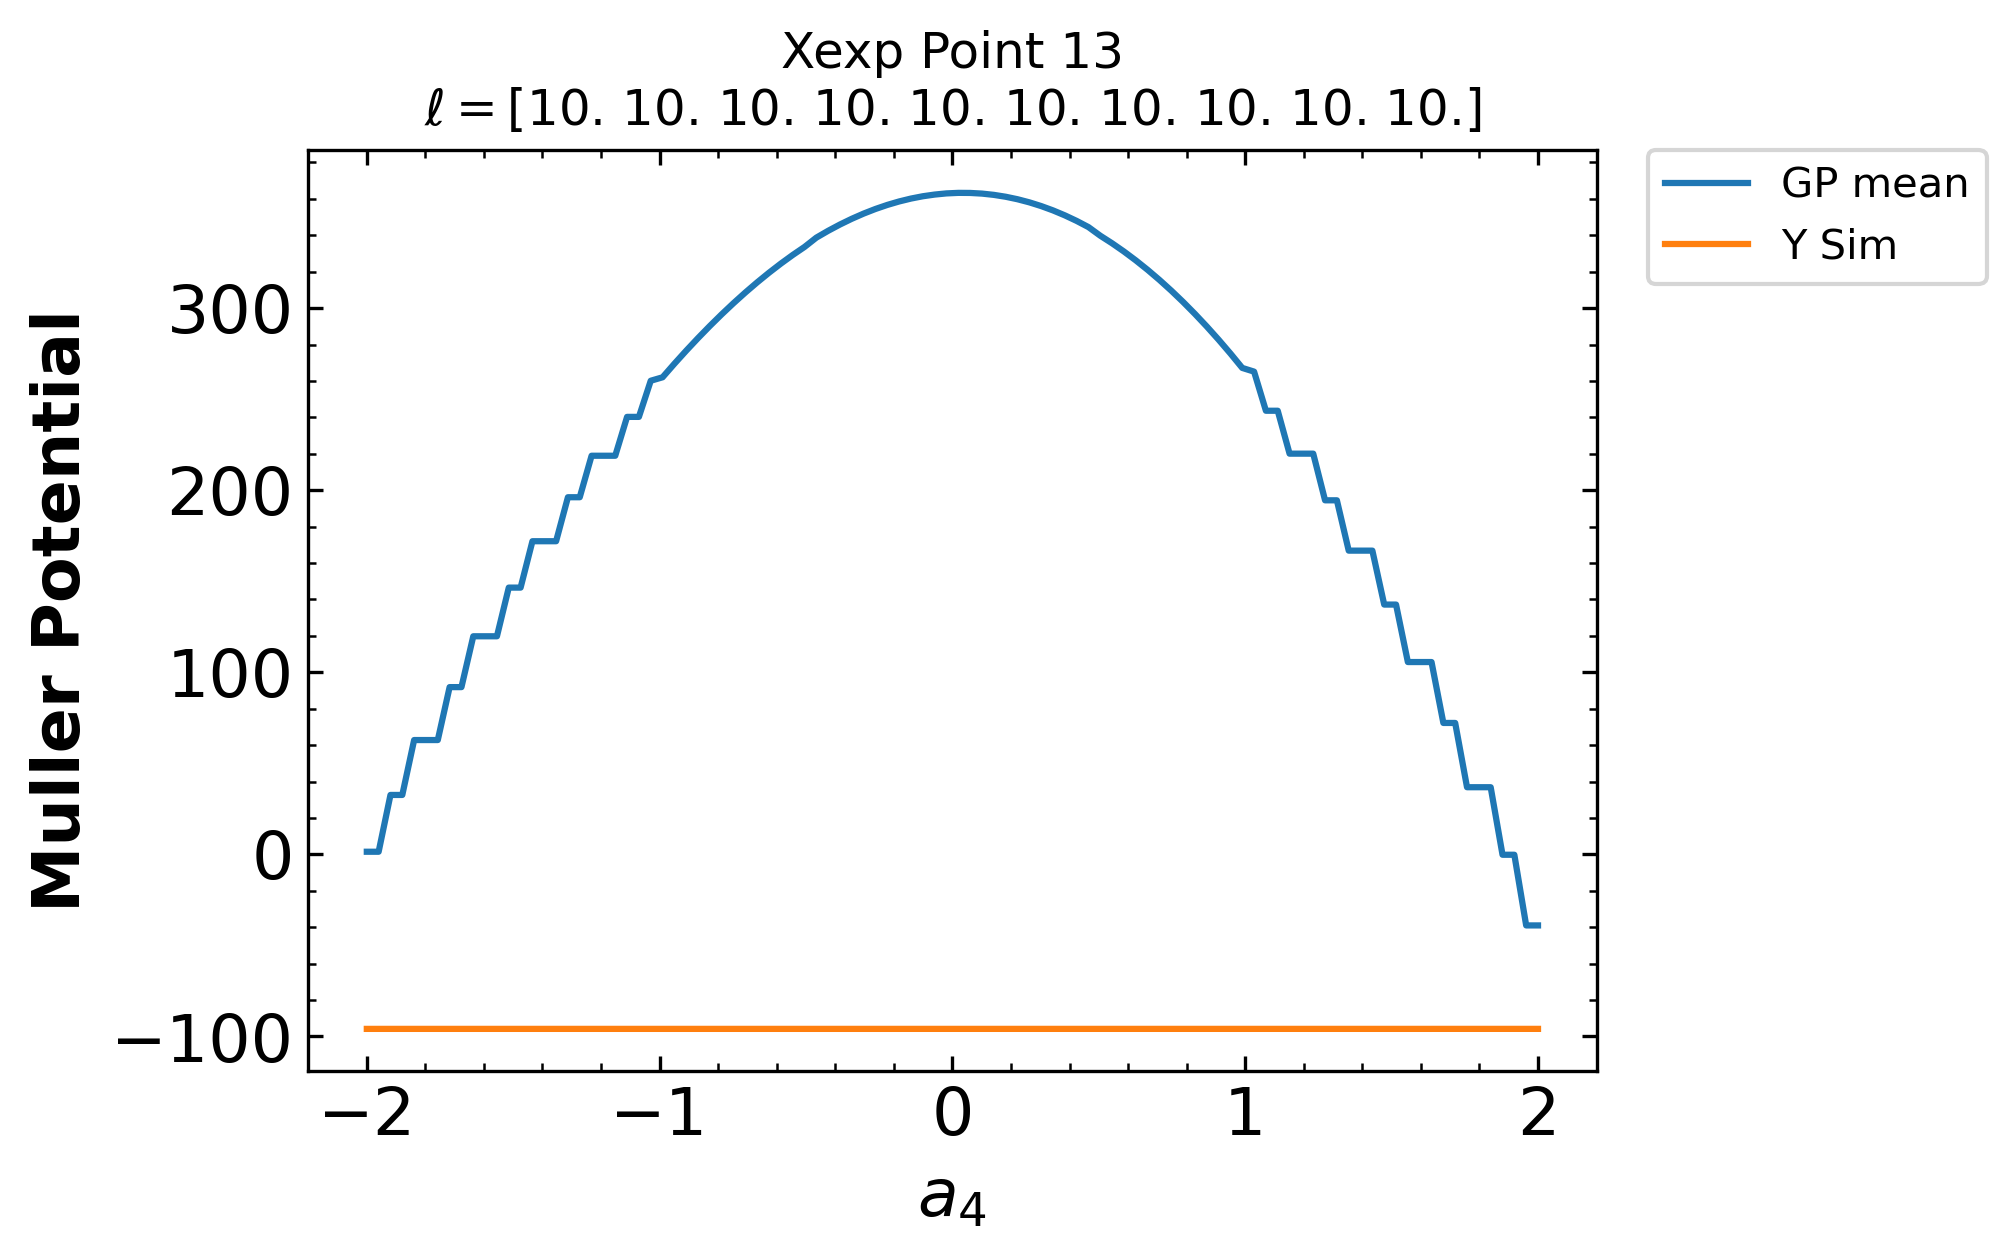 Xexp Point 13
ℓ = [10. 10. 10. 10. 10. 10. 10. 10. 10. 10.]
GP mean
Y Sim
Muller Potential
300
200
100
0
−100
−2 −1 0 1 2
a₄